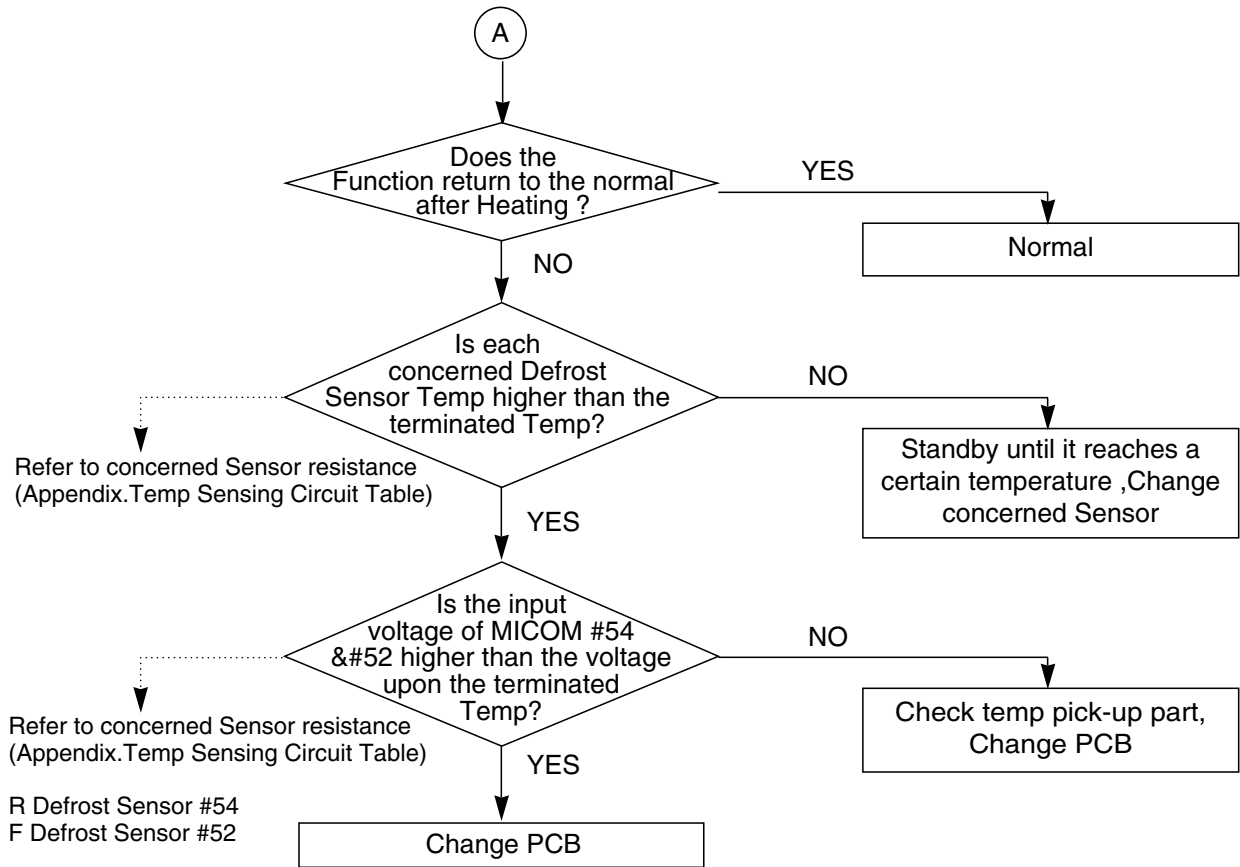 A
Does the
Function return to the normal
after Heating ?
YES
Normal
NO
Is each
concerned Defrost
Sensor Temp higher than the
terminated Temp?
NO
Standby until it reaches a
certain temperature ,Change
concerned Sensor
Refer to concerned Sensor resistance
(Appendix.Temp Sensing Circuit Table)
YES
Is the input
voltage of MICOM #54
&#52 higher than the voltage
upon the terminated
Temp?
NO
Check temp pick-up part,
Change PCB
Refer to concerned Sensor resistance
(Appendix.Temp Sensing Circuit Table)
R Defrost Sensor #54
F Defrost Sensor #52
YES
Change PCB